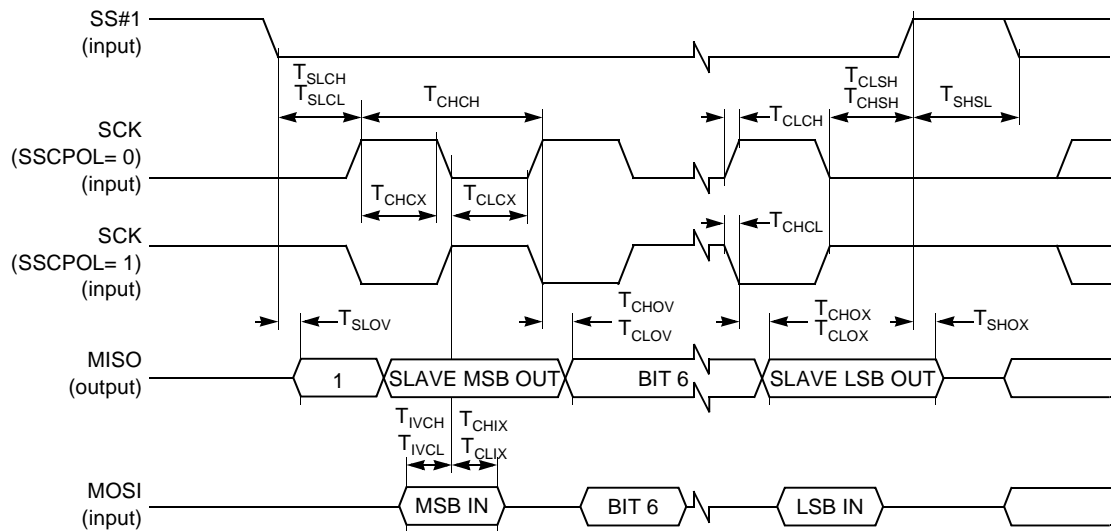 SS#1
(input)
TSLCH
TSLCL
TCHCH
TCLSH
TCHSH
TSHSL
TCLCH
SCK
(SSCPOL= 0)
(input)
TCHCX
TCLCX
TCHCL
SCK
(SSCPOL= 1)
(input)
TSLOV
TCHOV
TCLOV
TCHOX
TCLOX
TSHOX
MISO
(output)
1
SLAVE MSB OUT
BIT 6
SLAVE LSB OUT
TIVCH
TIVCL
TCHIX
TCLIX
MOSI
(input)
MSB IN
BIT 6
LSB IN